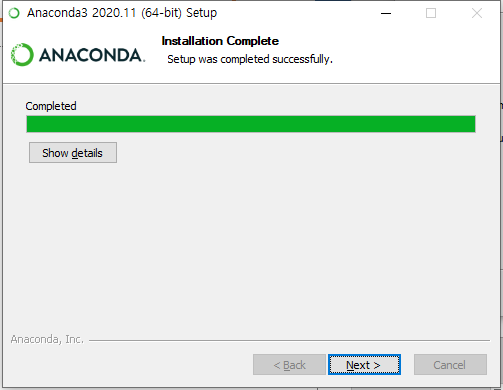 Anaconda3 2020.11 (64-bit) Setup
ANACONDA.
Installation Complete
Setup was completed successfully.
Completed
Show details
Anaconda, Inc.
< Back
Next >
Cancel